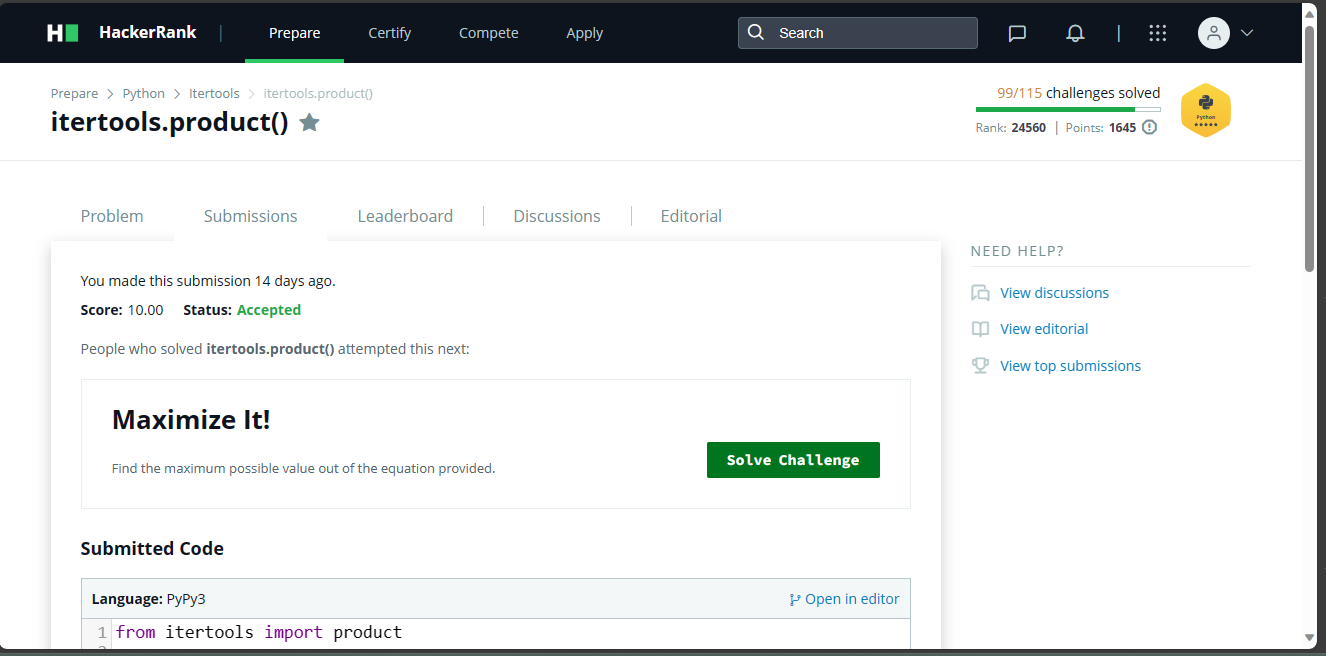 H HackerRank | Prepare Certify Compete Apply Search |
Prepare > Python > Itertools > itertools.product()
itertools.product()
99/115 challenges solved
Rank: 24560 | Points: 1645
Python
Problem Submissions Leaderboard Discussions Editorial
NEED HELP?
View discussions
View editorial
View top submissions
You made this submission 14 days ago.
Score: 10.00 Status: Accepted
People who solved itertools.product() attempted this next:
Maximize It!
Find the maximum possible value out of the equation provided.
Solve Challenge
Submitted Code
Language: PyPy3 Open in editor
1 from itertools import product